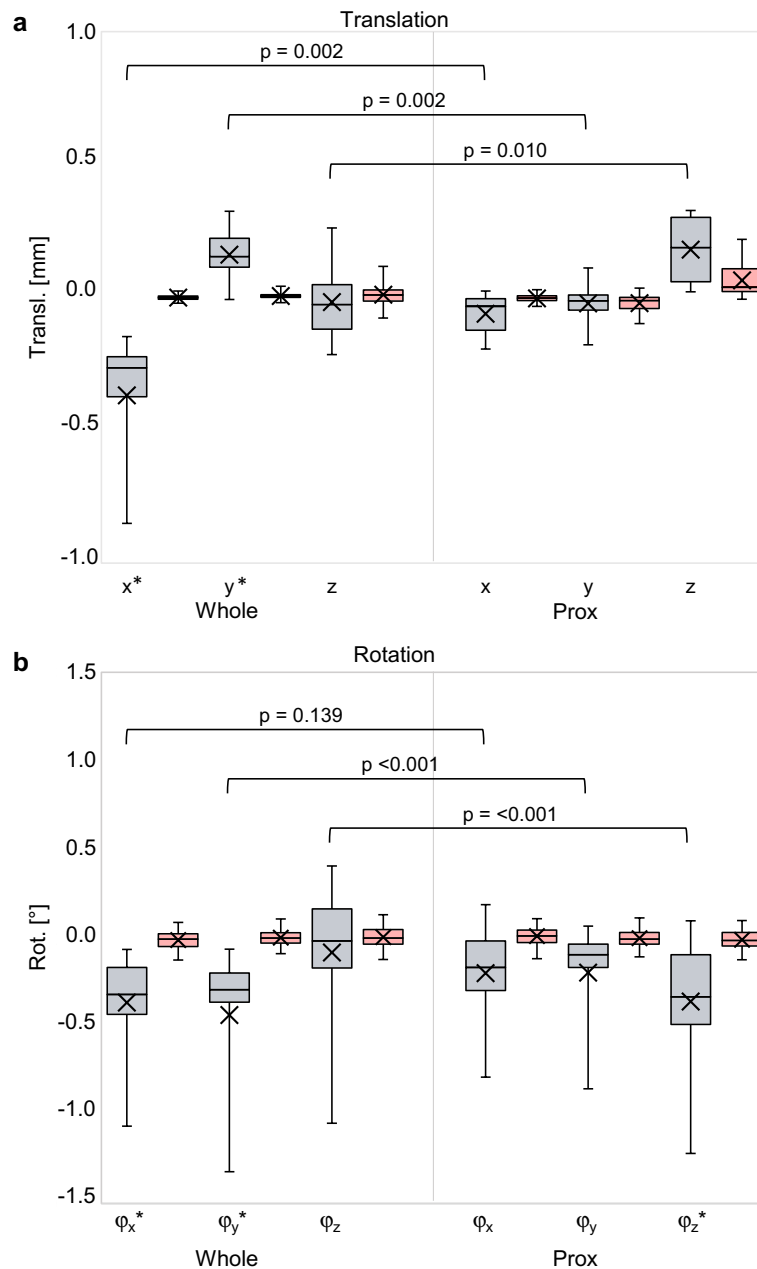 a
Translation
1.0
p = 0.002
p = 0.002
0.5
p = 0.010
Transl. [mm]
0.0
-0.5
-1.0
x* y* z x y z
Whole Prox
b
Rotation
1.5
p = 0.139
1.0
p <0.001
p = <0.001
0.5
Rot. [°]
0.0
-0.5
-1.0
-1.5
φx* φy* φz φx φy φz*
Whole Prox